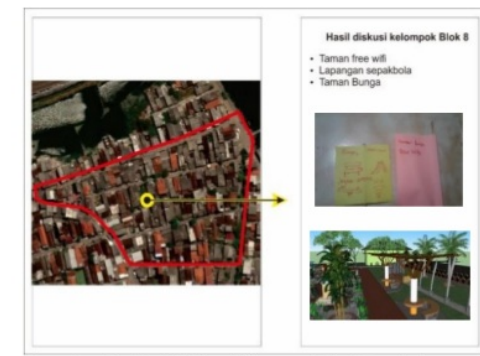 Hasil diskusi kelompok Blok 8
• Taman free wifi
• Lapangan sepakbola
• Taman Bunga